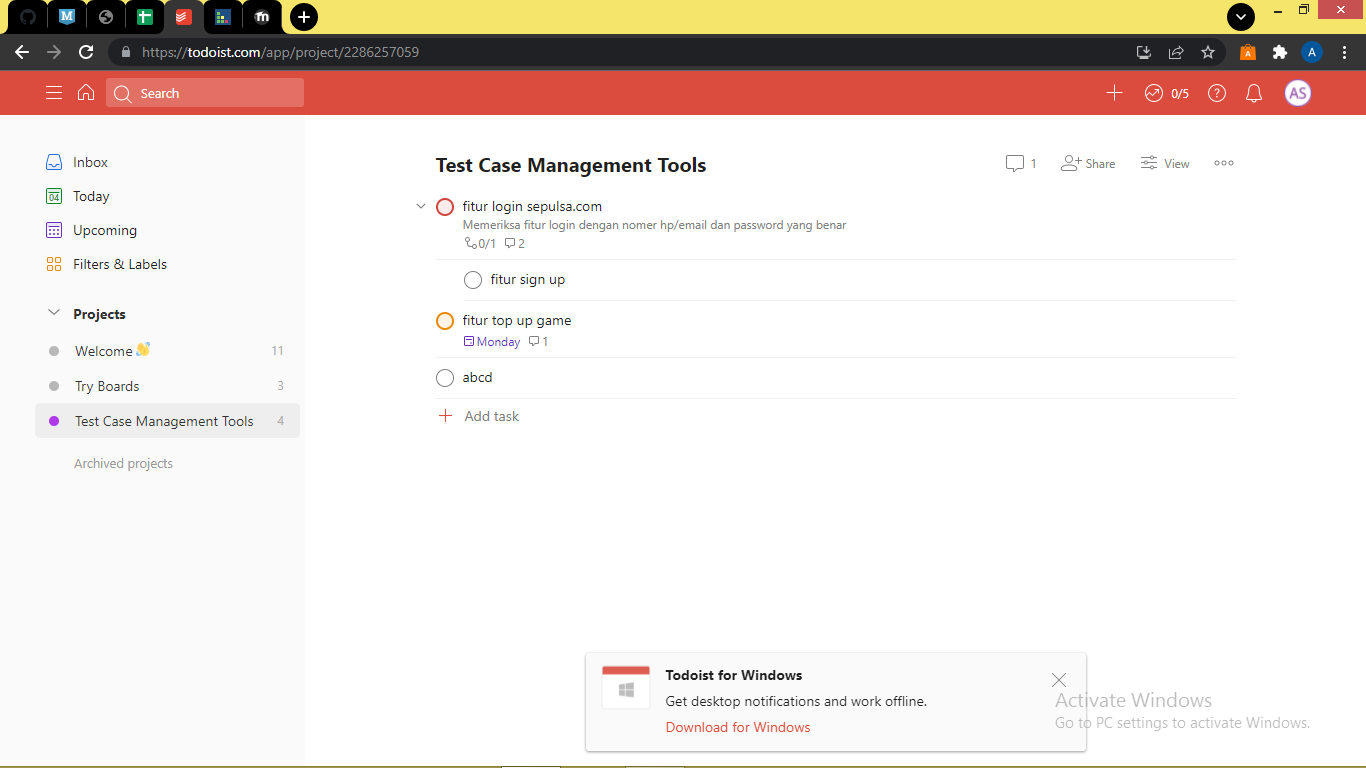 https://todoist.com/app/project/2286257059
A
Search
0/5
AS
Inbox
04
Today
Upcoming
Filters & Labels
Projects
Welcome👋 11
Try Boards 3
Test Case Management Tools 4
Archived projects
Test Case Management Tools
1 Share View
fitur login sepulsa.com
Memeriksa fitur login dengan nomer hp/email dan password yang benar
0/1 2
fitur sign up
fitur top up game
Monday 1
abcd
Add task
Todoist for Windows
Get desktop notifications and work offline.
Download for Windows
Activate Windows
Go to PC settings to activate Windows.